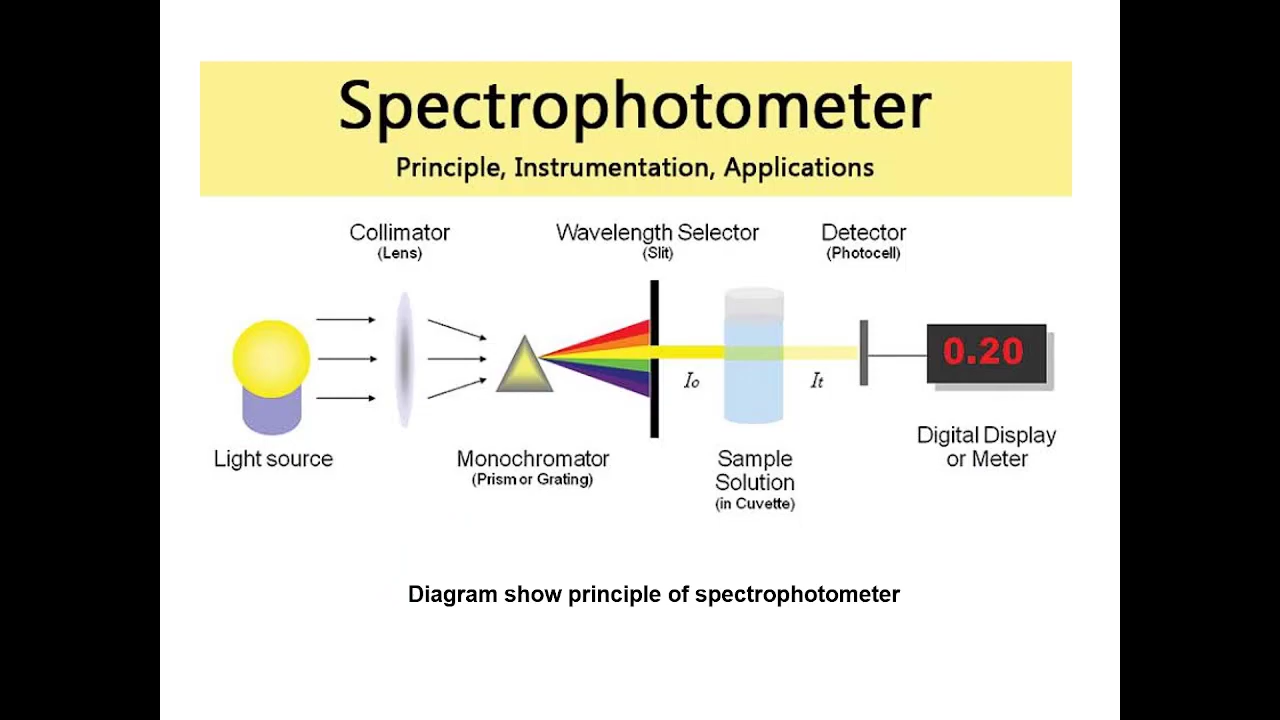 Spectrophotometer
Principle, Instrumentation, Applications
Collimator
(Lens)
Wavelength Selector
(Slit)
Detector
(Photocell)
Io
It
0.20
Light source
Monochromator
(Prism or Grating)
Sample
Solution
(in Cuvette)
Digital Display
or Meter
Diagram show principle of spectrophotometer